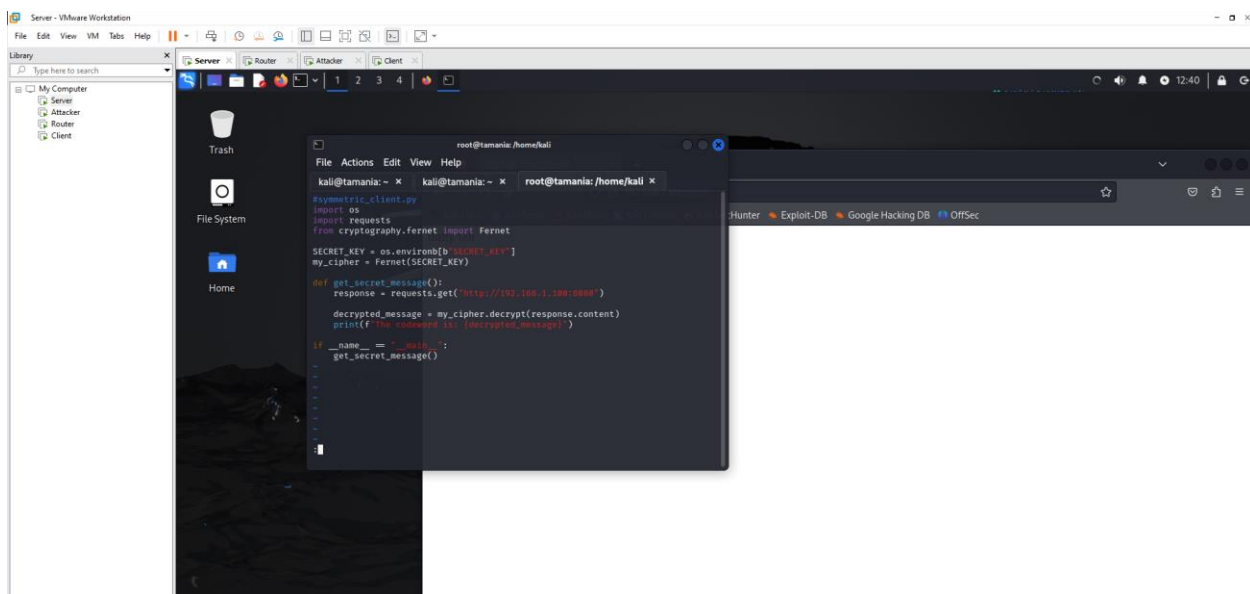 Server - VMware Workstation
File Edit View VM Tabs Help
Library
Type here to search
Server Router Attacker Client
My Computer
Server
Attacker
Router
Client
1 2 3 4
12:40
Trash
File System
Home
root@tamania: /home/kali
File Actions Edit View Help
kali@tamania: ~ kali@tamania: ~ root@tamania: /home/kali
Hunter Exploit-DB Google Hacking DB OffSec
#symmetric_client.py
import os
import requests
from cryptography.fernet import Fernet
SECRET_KEY = os.environb[b"SECRET_KEY"]
my_cipher = Fernet(SECRET_KEY)
def get_secret_message():
response = requests.get("http://192.168.1.100:8000")
decrypted_message = my_cipher.decrypt(response.content)
print(f"The codeword is: {decrypted_message}")
if __name__ == "__main__":
get_secret_message()
~
~
~
~
~
~
~
: